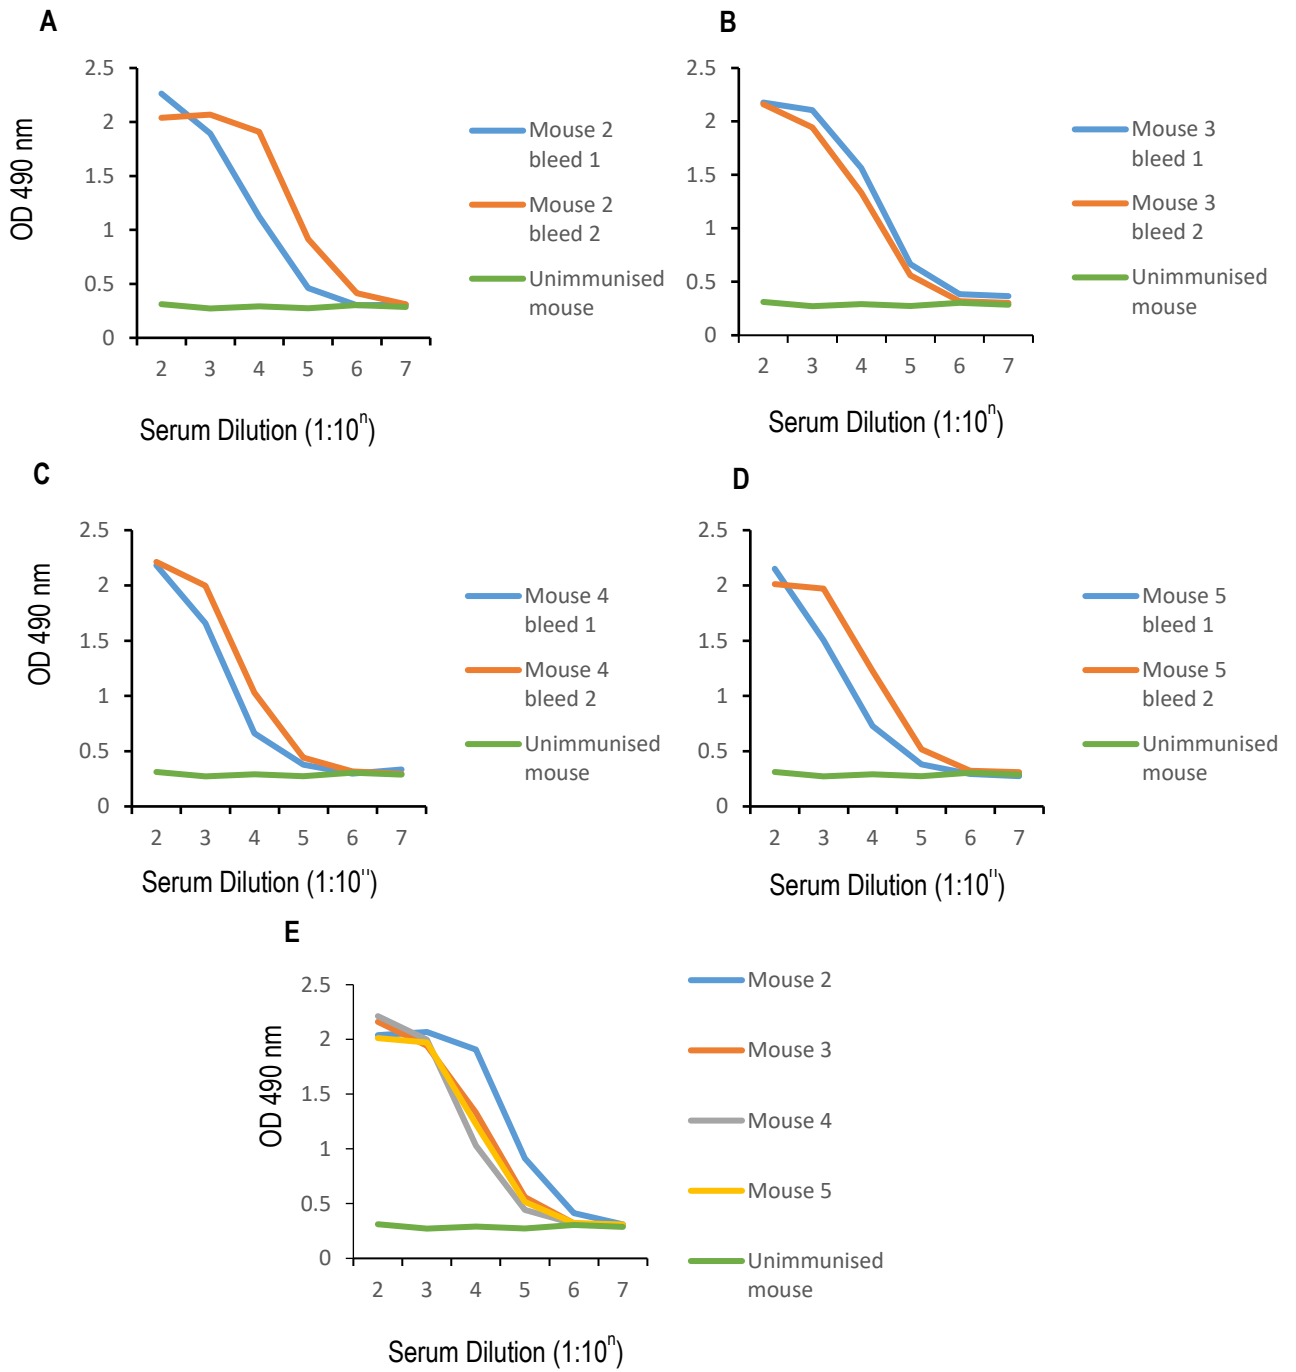 A
2.5
2
1.5
1
0.5
0
OD 490 nm
2 3 4 5 6 7
Serum Dilution (1:10ⁿ)
Mouse 2
bleed 1
Mouse 2
bleed 2
Unimmunised
mouse
B
2.5
2
1.5
1
0.5
0
OD 490 nm
2 3 4 5 6 7
Serum Dilution (1:10ⁿ)
Mouse 3
bleed 1
Mouse 3
bleed 2
Unimmunised
mouse
C
2.5
2
1.5
1
0.5
0
OD 490 nm
2 3 4 5 6 7
Serum Dilution (1:10ⁿ)
Mouse 4
bleed 1
Mouse 4
bleed 2
Unimmunised
mouse
D
2.5
2
1.5
1
0.5
0
2 3 4 5 6 7
Serum Dilution (1:10ⁿ)
Mouse 5
bleed 1
Mouse 5
bleed 2
Unimmunised
mouse
E
2.5
2
1.5
1
0.5
0
OD 490 nm
2 3 4 5 6 7
Serum Dilution (1:10ⁿ)
Mouse 2
Mouse 3
Mouse 4
Mouse 5
Unimmunised
mouse